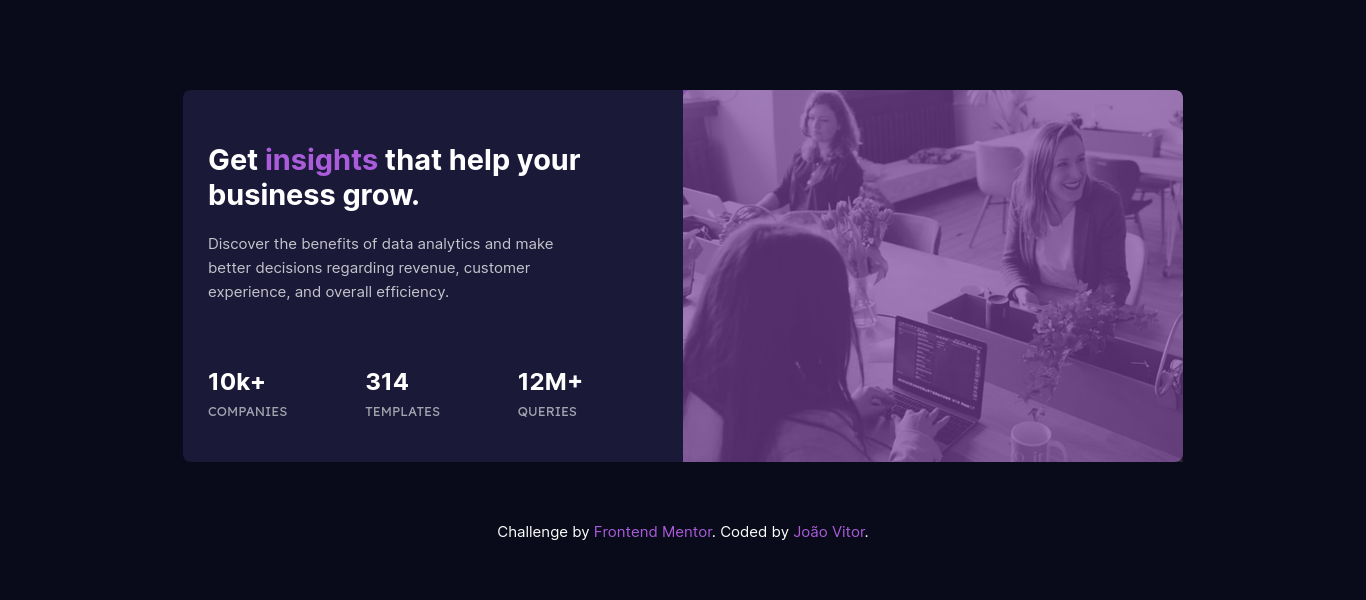 Get insights that help your
business grow.
Discover the benefits of data analytics and make
better decisions regarding revenue, customer
experience, and overall efficiency.
10k+ 314 12M+
COMPANIES TEMPLATES QUERIES
Challenge by Frontend Mentor. Coded by João Vitor.